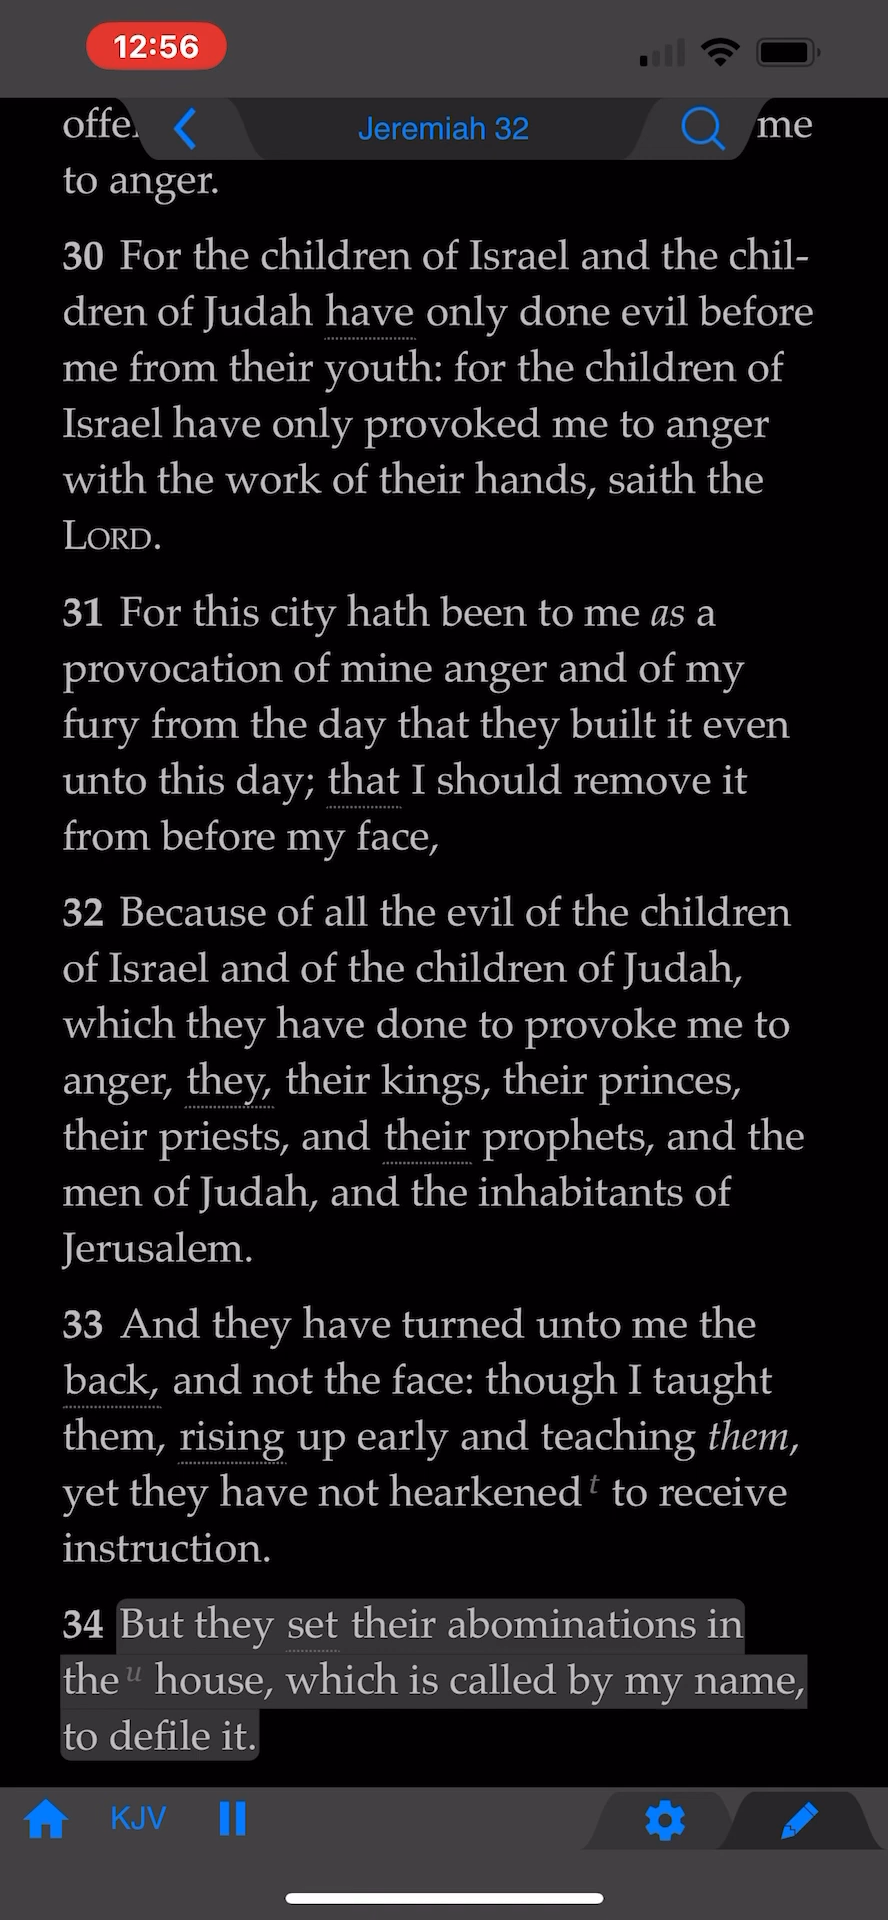 12:56
Jeremiah 32
me
to anger.
30 For the children of Israel and the chil-
dren of Judah have only done evil before
me from their youth: for the children of
Israel have only provoked me to anger
with the work of their hands, saith the
LORD.
31 For this city hath been to me as a
provocation of mine anger and of my
fury from the day that they built it even
unto this day; that I should remove it
from before my face,
32 Because of all the evil of the children
of Israel and of the children of Judah,
which they have done to provoke me to
anger, they, their kings, their princes,
their priests, and their prophets, and the
men of Judah, and the inhabitants of
Jerusalem.
33 And they have turned unto me the
back, and not the face: though I taught
them, rising up early and teaching them,
yet they have not hearkened t to receive
instruction.
34 But they set their abominations in
the u house, which is called by my name,
to defile it.
KJV